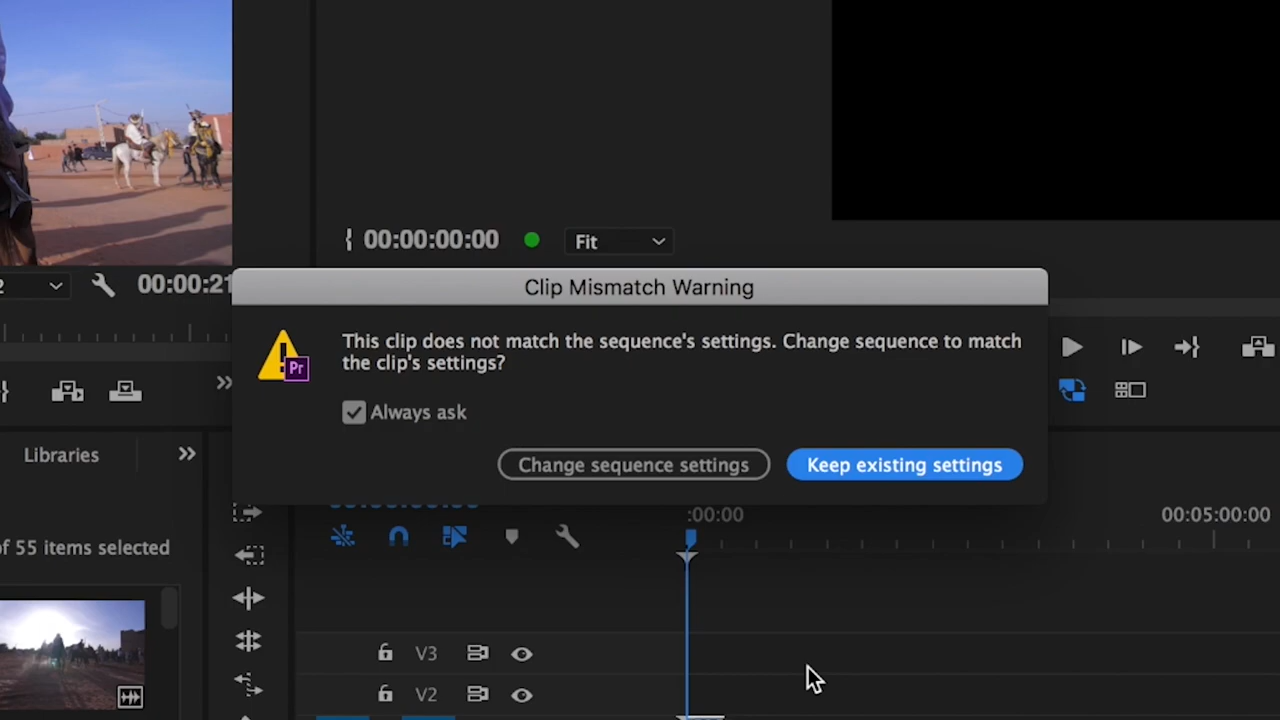 00:00:00:00
Fit
2
00:00:21
Clip Mismatch Warning
This clip does not match the sequence's settings. Change sequence to match
the clip's settings?
Pr
Always ask
Change sequence settings
Keep existing settings
Libraries
:00:00
00:05:00:00
of 55 items selected
V3
V2